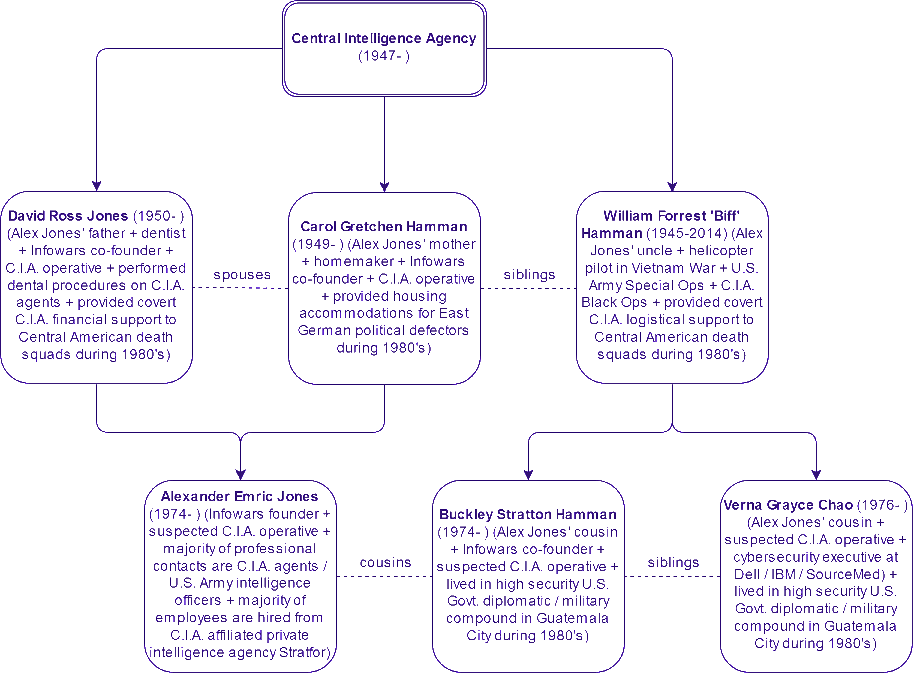 Central Intelligence Agency
(1947- )
David Ross Jones (1950- )
(Alex Jones' father + dentist
+ Infowars co-founder +
C.I.A. operative + performed
dental procedures on C.I.A.
agents + provided covert
C.I.A. financial support to
Central American death
squads during 1980's)
spouses
Carol Gretchen Hamman
(1949- ) (Alex Jones' mother
+ homemaker + Infowars
co-founder + C.I.A. operative
+ provided housing
accommodations for East
German political defectors
during 1980's)
siblings
William Forrest 'Biff'
Hamman (1945-2014) (Alex
Jones' uncle + helicopter
pilot in Vietnam War + U.S.
Army Special Ops + C.I.A.
Black Ops + provided covert
C.I.A. logistical support to
Central American death
squads during 1980's)
Alexander Emric Jones
(1974- ) (Infowars founder +
suspected C.I.A. operative +
majority of professional
contacts are C.I.A. agents /
U.S. Army intelligence
officers + majority of
employees are hired from
C.I.A. affiliated private
intelligence agency Stratfor)
cousins
Buckley Stratton Hamman
(1974- ) (Alex Jones' cousin
+ Infowars co-founder +
suspected C.I.A. operative +
lived in high security U.S.
Govt. diplomatic / military
compound in Guatemala
City during 1980's)
siblings
Verna Grayce Chao (1976- )
(Alex Jones' cousin +
suspected C.I.A. operative +
cybersecurity executive at
Dell / IBM / SourceMed) +
lived in high security U.S.
Govt. diplomatic / military
compound in Guatemala
City during 1980's)